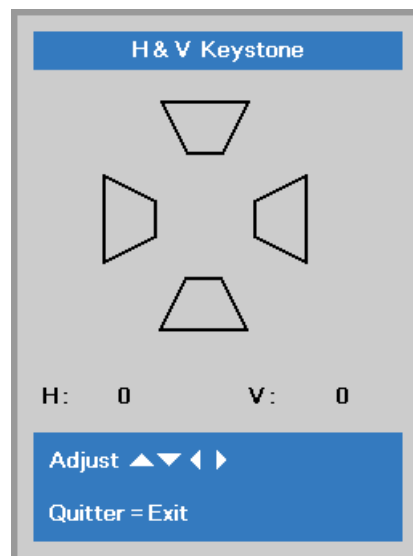 H & V Keystone
H: 0 V: 0
Adjust ▲▼◀▶
Quitter = Exit